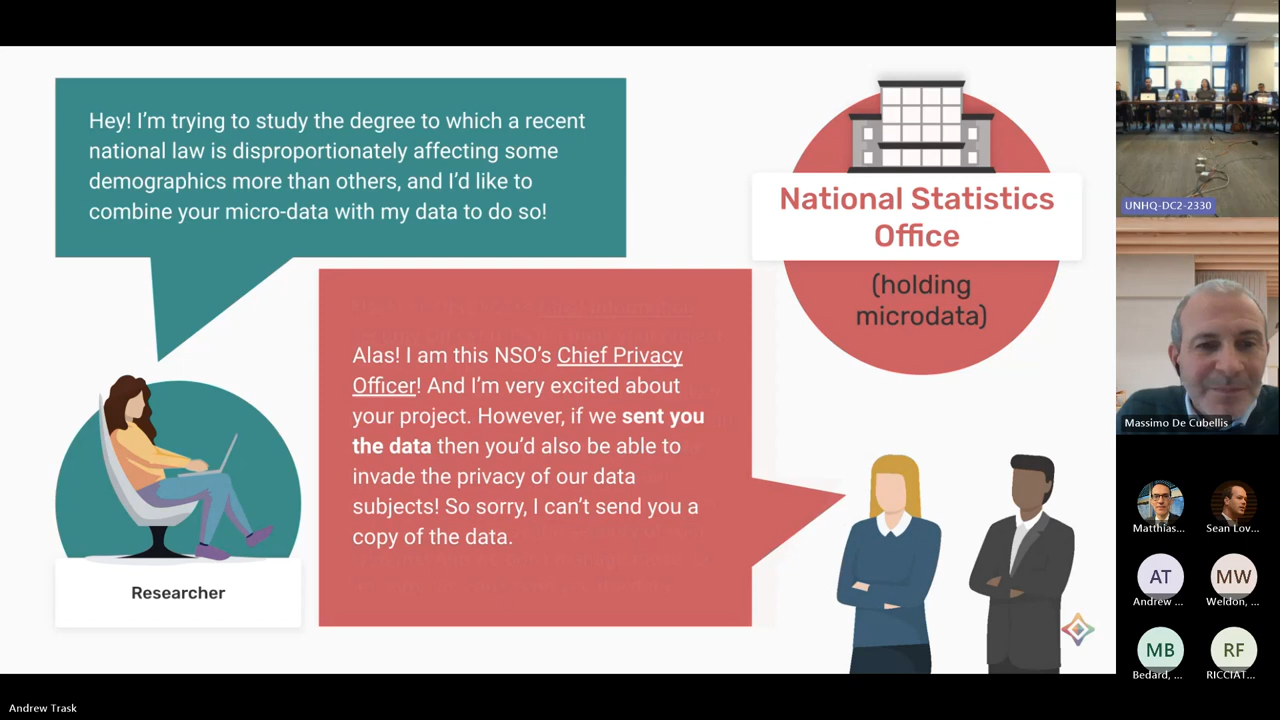 Hey! I’m trying to study the degree to which a recent
national law is disproportionately affecting some
demographics more than others, and I’d like to
combine your micro-data with my data to do so!
National Statistics
Office
(holding
microdata)
Alas! I am this NSO’s Chief Privacy
Officer! And I’m very excited about
your project. However, if we sent you
the data then you’d also be able to
invade the privacy of our data
subjects! So sorry, I can’t send you a
copy of the data.
Researcher
UNHQ-DC2-2330
Massimo De Cubellis
Matthias...
Sean Lov...
AT
MW
Andrew ...
Weldon, ...
MB
RF
Bedard, ...
RICCIAT...
Andrew Trask